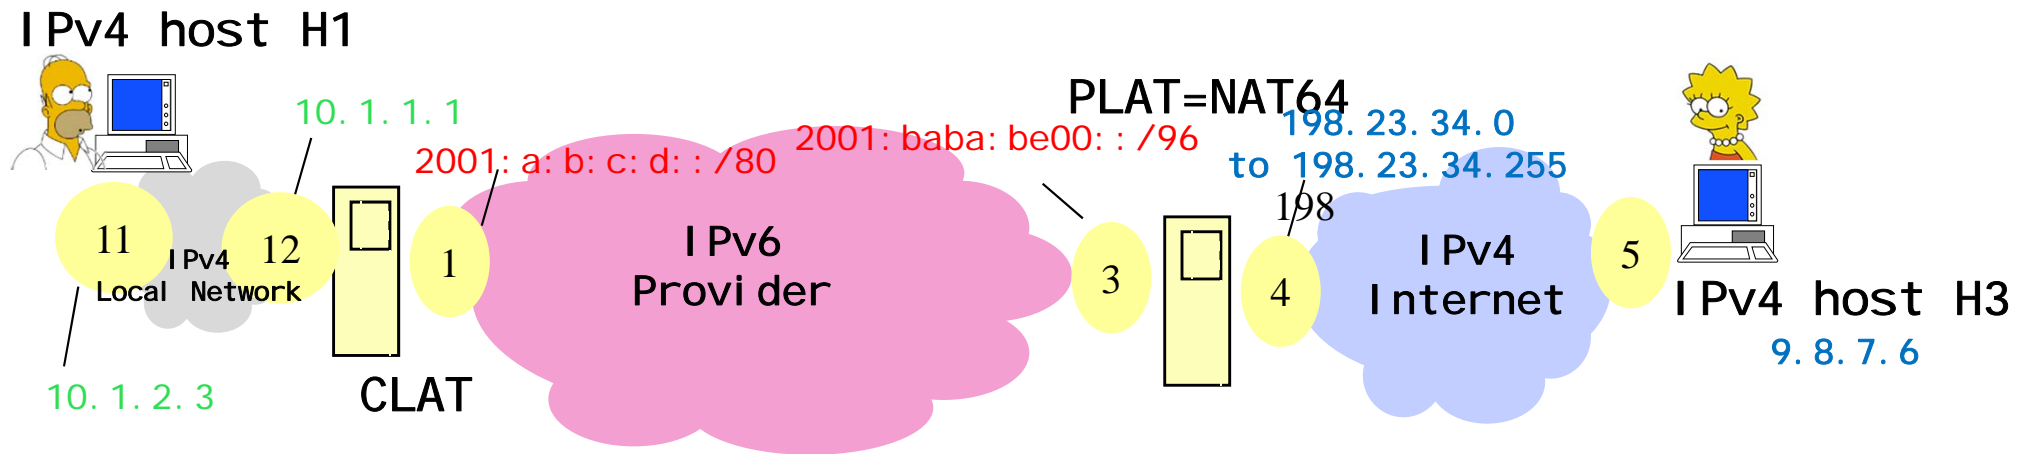 IPv4 host H1
PLAT=NAT64
10.1.1.1
198.23.34.0
2001:a:b:c:d::/80
2001:baba:be00::/96
to 198.23.34.255
198
11
IPv4
12
1
IPv6
3
4
IPv4
5
Local Network
Provider
Internet
IPv4 host H3
9.8.7.6
10.1.2.3
CLAT